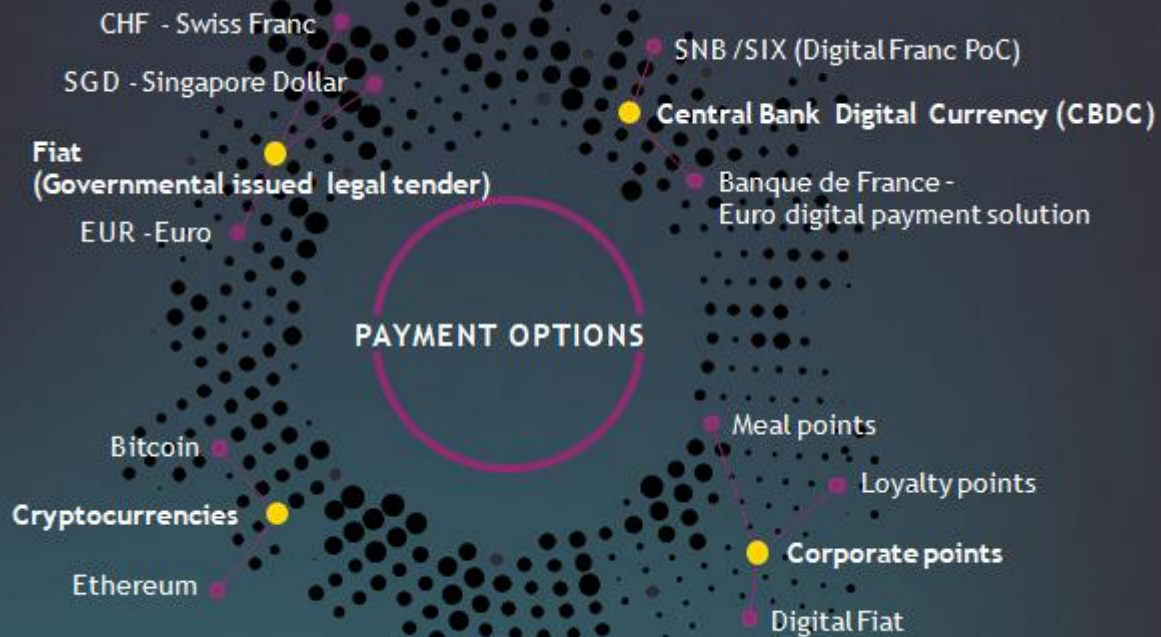 CHF - Swiss Franc
SGD - Singapore Dollar
Fiat
(Governmental issued legal tender)
EUR - Euro
SNB /SIX (Digital Franc PoC)
Central Bank Digital Currency (CBDC)
Banque de France -
Euro digital payment solution
PAYMENT OPTIONS
Bitcoin
Cryptocurrencies
Ethereum
Meal points
Loyalty points
Corporate points
Digital Fiat